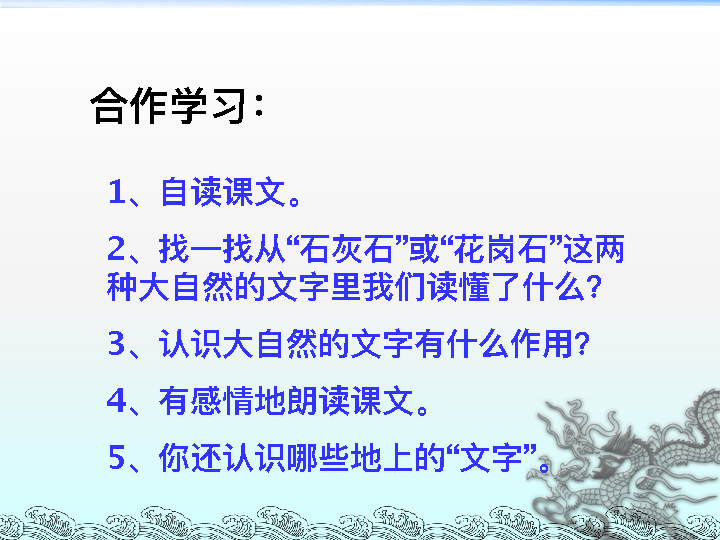 合作学习：
1、自读课文。
2、找一找从“石灰石”或“花岗石”这两
种大自然的文字里我们读懂了什么？
3、认识大自然的文字有什么作用？
4、有感情地朗读课文。
5、你还认识哪些地上的“文字”。